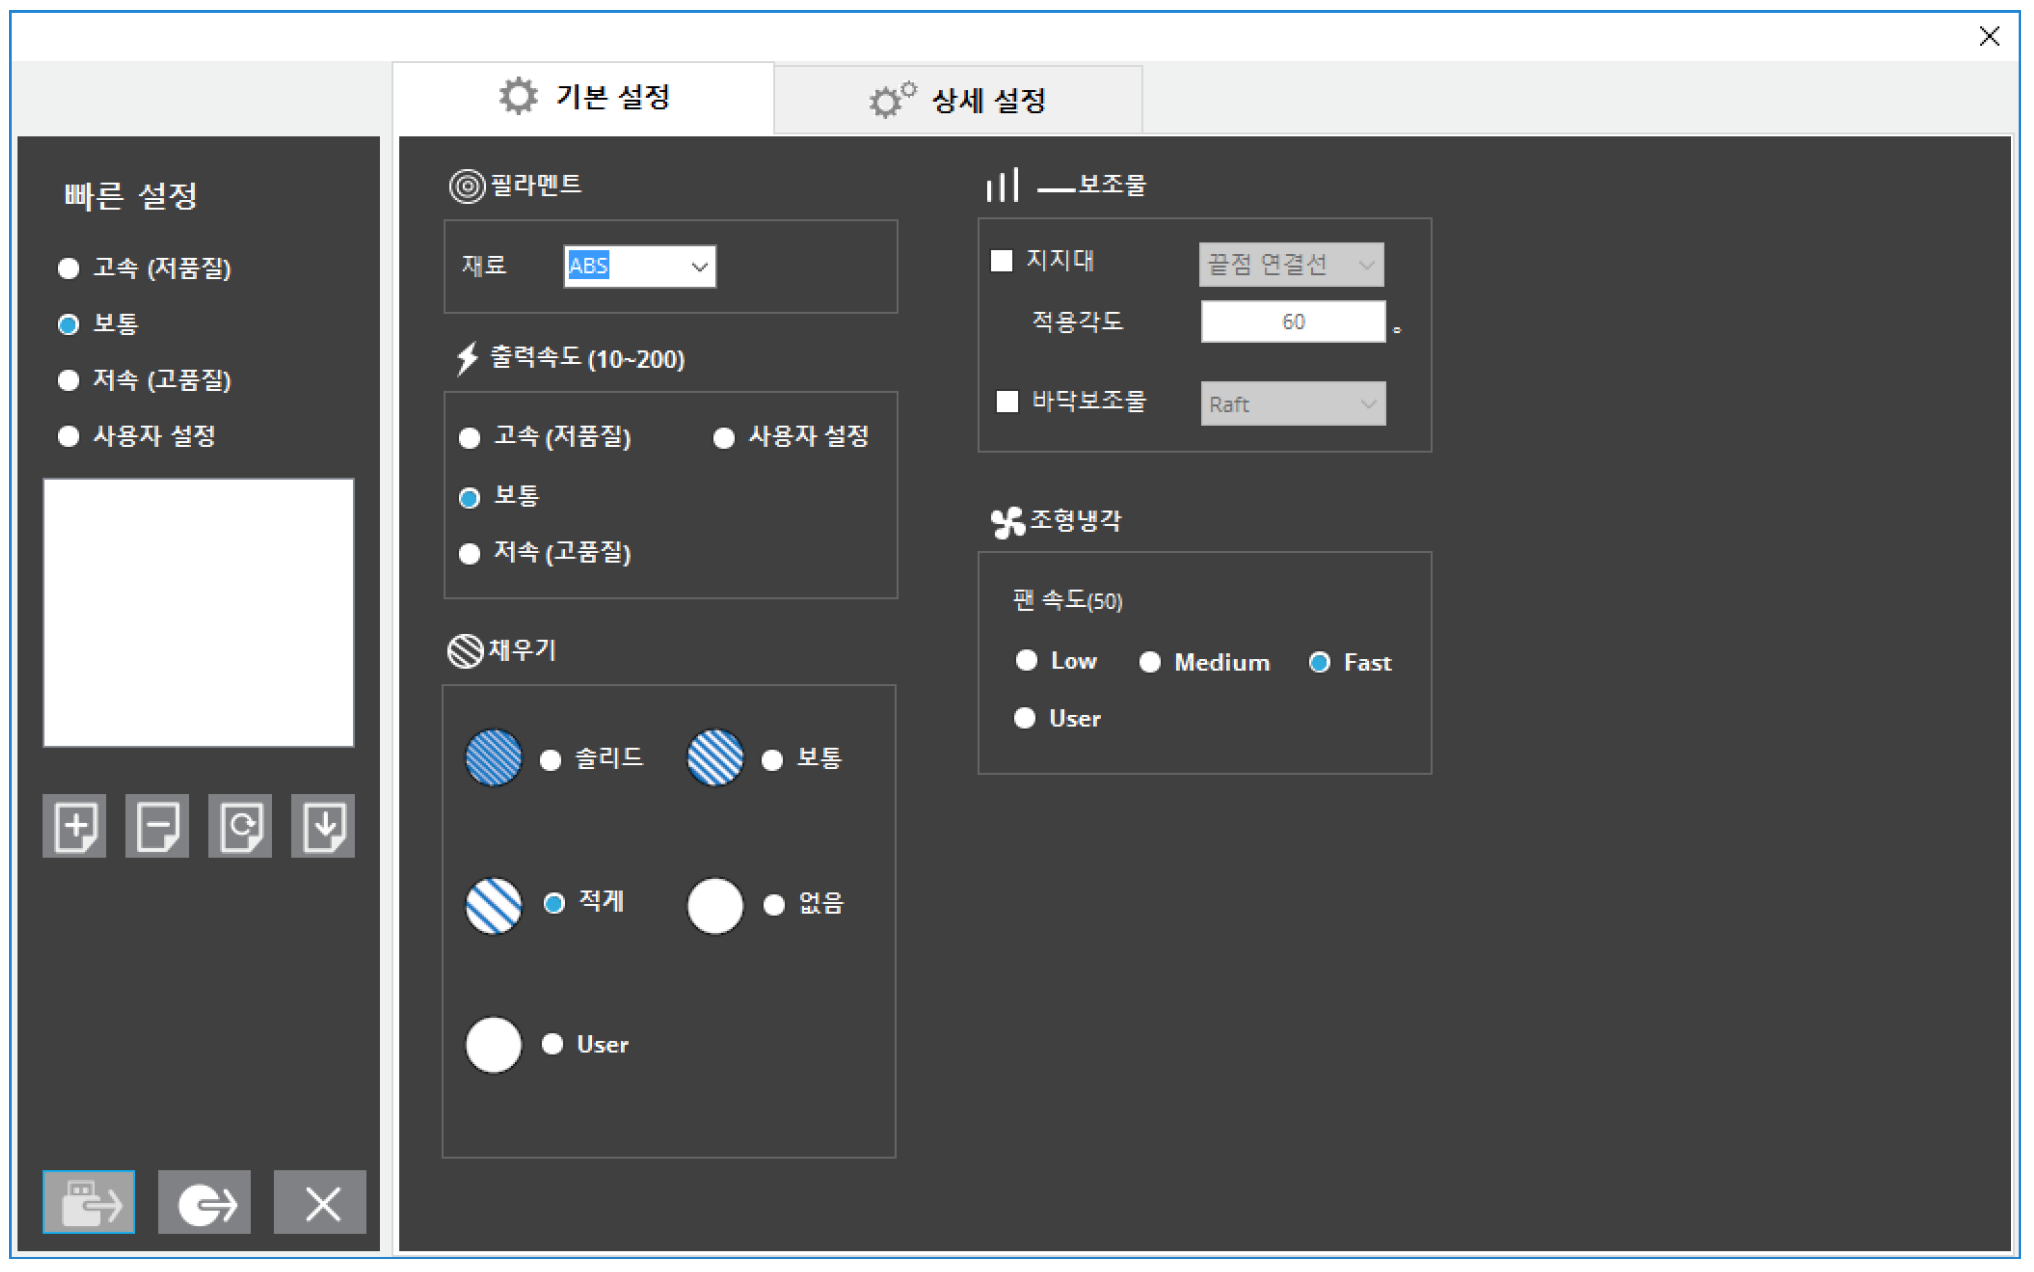 기본 설정
상세 설정
빠른 설정
고속 (저품질)
보통
저속 (고품질)
사용자 설정
필라멘트
재료
ABS
출력속도 (10~200)
고속 (저품질)
사용자 설정
보통
저속 (고품질)
채우기
솔리드
보통
적게
없음
User
보조물
지지대
끝점 연결선
적용각도
60
°
바닥보조물
Raft
조형냉각
팬 속도(50)
Low
Medium
Fast
User